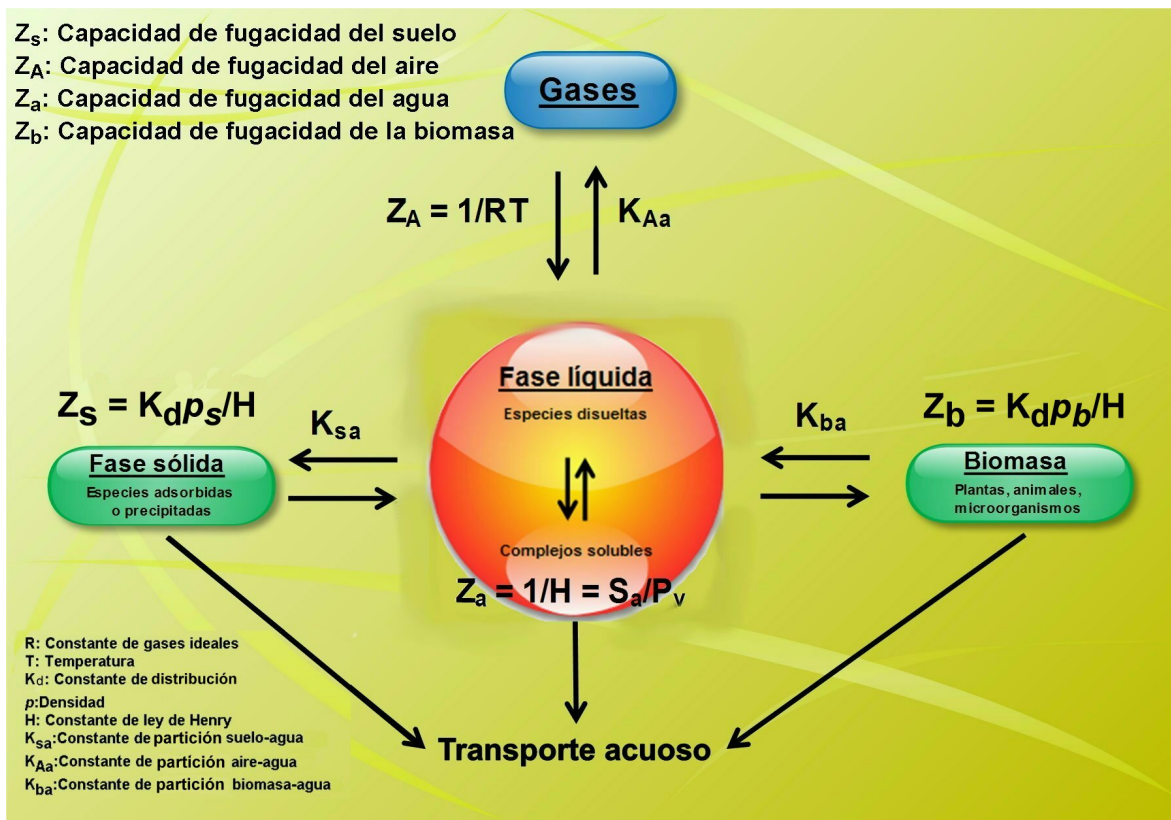 Zs: Capacidad de fugacidad del suelo
ZA: Capacidad de fugacidad del aire
Za: Capacidad de fugacidad del agua
Zb: Capacidad de fugacidad de la biomasa
Gases
ZA = 1/RT
KAa
Fase líquida
Especies disueltas
Zs = Kdps/H
Ksa
Kba
Zb = Kdpb/H
Fase sólida
Especies adsorbidas
o precipitadas
Biomasa
Plantas, animales,
microorganismos
Complejos solubles
Za = 1/H = Sa/Pv
R: Constante de gases ideales
T: Temperatura
Kd: Constante de distribución
p:Densidad
H: Constante de ley de Henry
Ksa:Constante de partición suelo-agua
KAa:Constante de partición aire-agua
Kba:Constante de partición biomasa-agua
Transporte acuoso